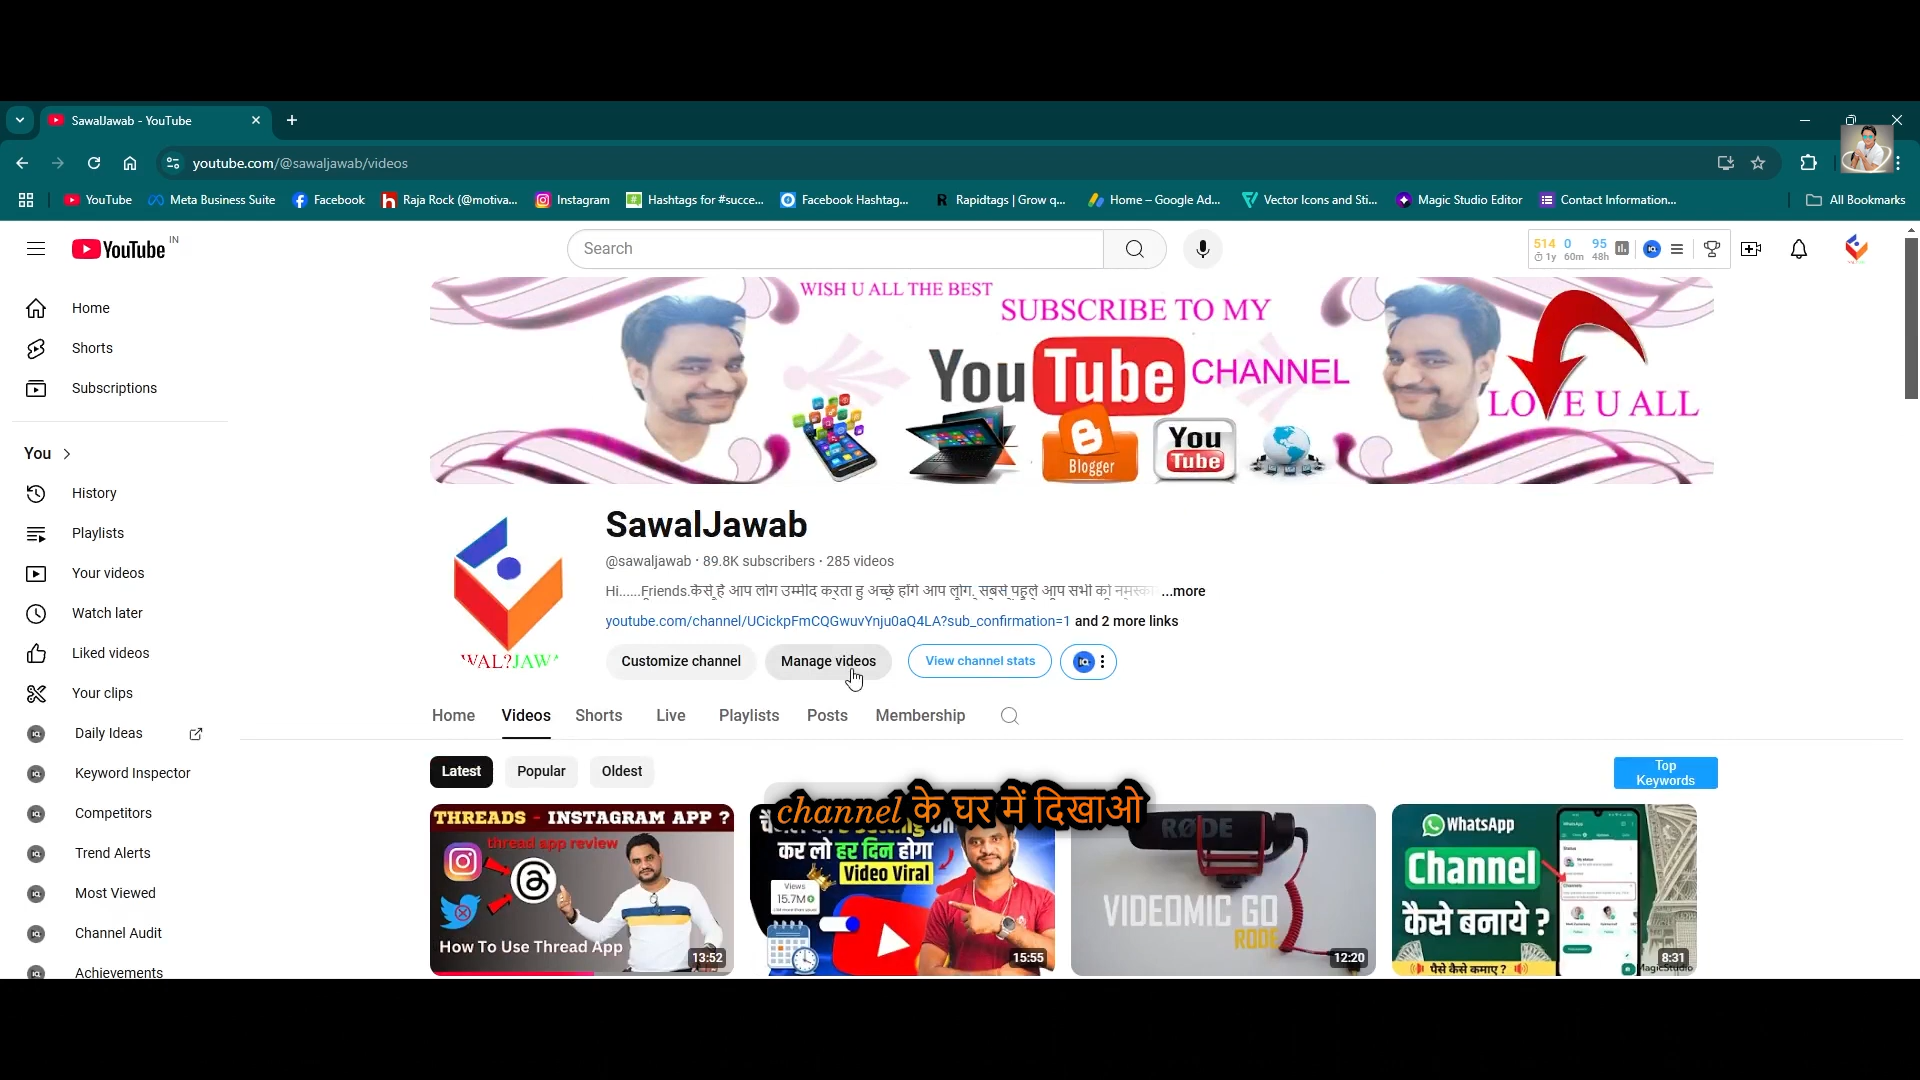 SawalJawab - YouTube
youtube.com/@sawaljawab/videos
YouTube
Meta Business Suite
Facebook
Raja Rock (@motiva...
Instagram
Hashtags for #succe...
Facebook Hashtag...
Rapidtags | Grow q...
Home – Google Ad...
Vector Icons and Sti...
Magic Studio Editor
Contact Information...
All Bookmarks
YouTube IN
Search
514 0 95
1y 60m 48h
Home
Shorts
Subscriptions
You
History
Playlists
Your videos
Watch later
Liked videos
Your clips
Daily Ideas
Keyword Inspector
Competitors
Trend Alerts
Most Viewed
Channel Audit
Achievements
WISH U ALL THE BEST
SUBSCRIBE TO MY
YouTube CHANNEL
LOVE U ALL
Blogger
You
Tube
SawalJawab
@sawaljawab · 89.8K subscribers · 285 videos
Hi......Friends.कैसे है आप लोग उम्मीद करता हु अच्छे होंगे आप लोग. सबसे पहले आप सभी को नमस्का ...more
youtube.com/channel/UCickpFmCQGwuvYnju0aQ4LA?sub_confirmation=1 and 2 more links
WAL?JAW
Customize channel
Manage videos
View channel stats
Home
Videos
Shorts
Live
Playlists
Posts
Membership
Latest
Popular
Oldest
Top
Keywords
channel के घर में दिखाओ
THREADS - INSTAGRAM APP ?
thread app review
How To Use Thread App
13:52
कर लो हर दिन होगा
Video Viral
Views
15.7M
15:55
RØDE
VIDEOMIC GO
RODE
12:20
WhatsApp
Channel
कैसे बनाये ?
पैसे कैसे कमाए ?
8:31
MagicStudio